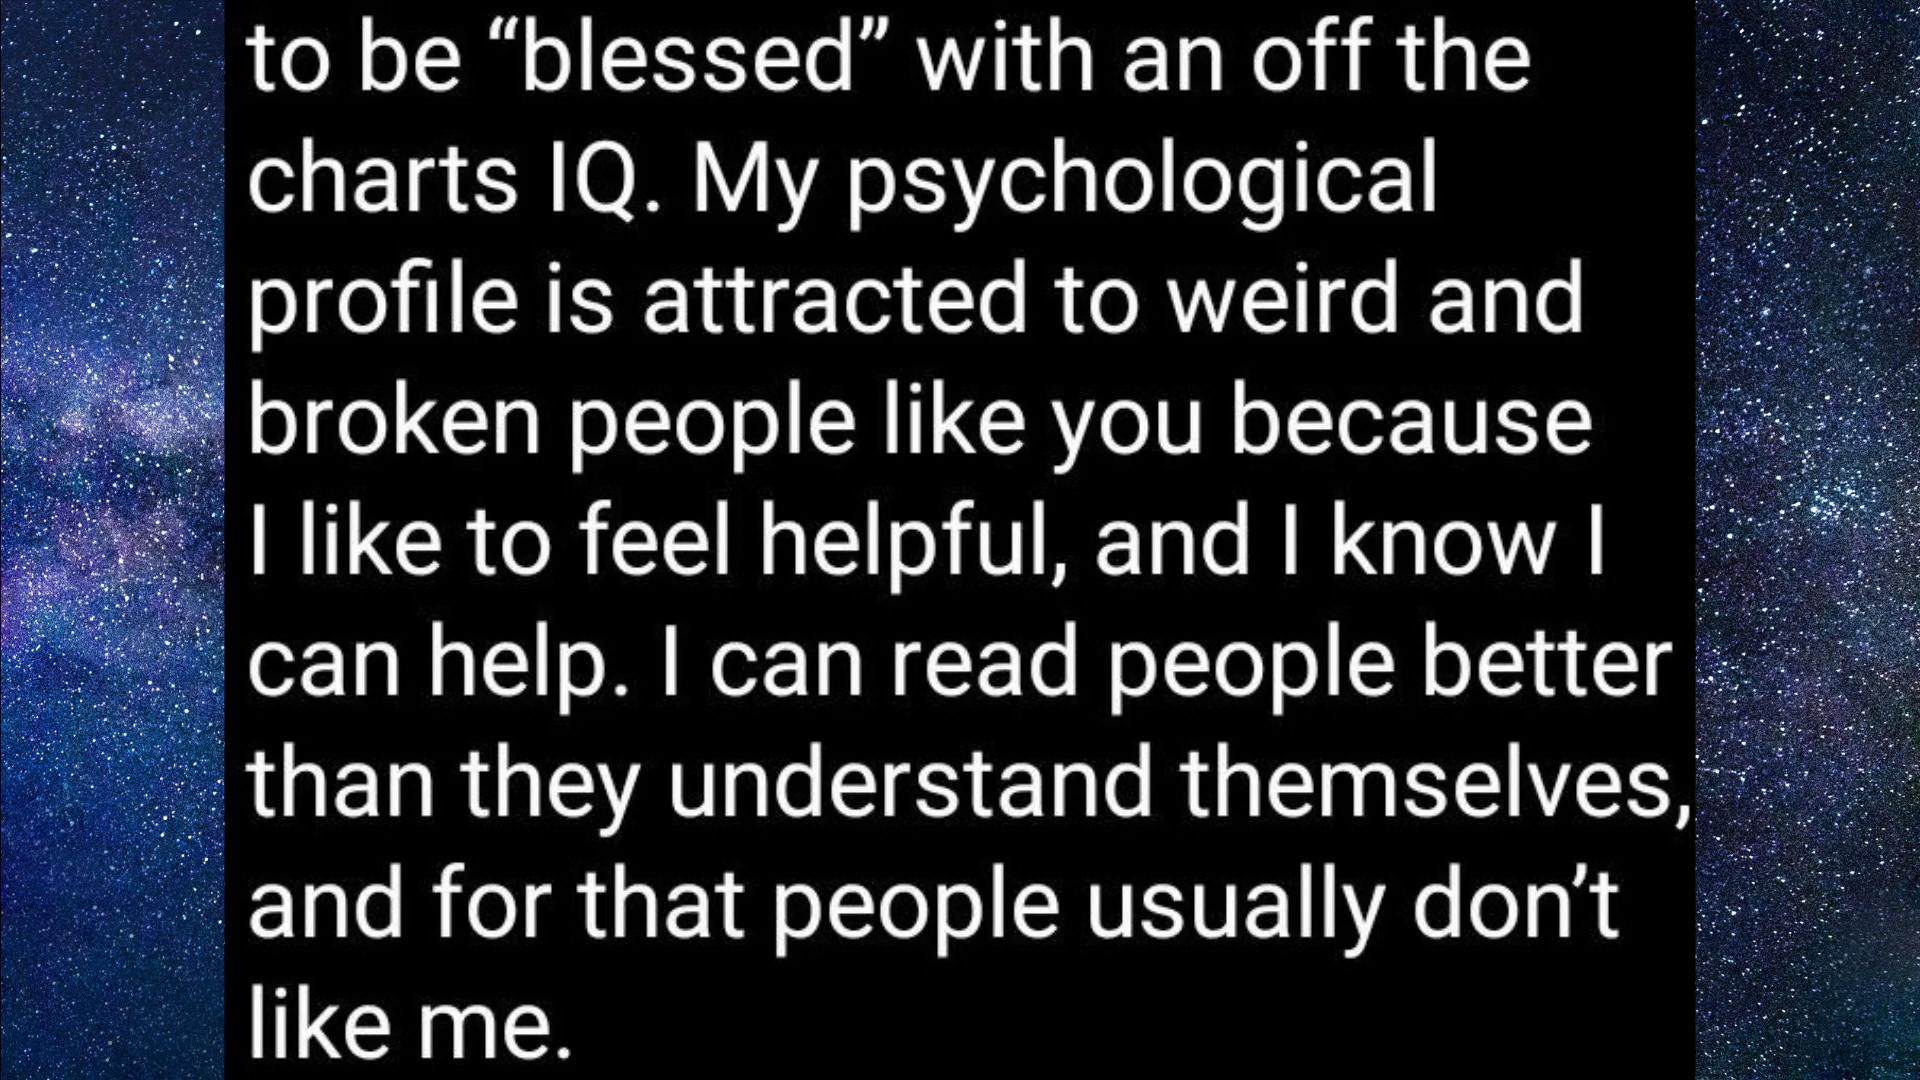 to be “blessed” with an off the
charts IQ. My psychological
profile is attracted to weird and
broken people like you because
I like to feel helpful, and I know I
can help. I can read people better
than they understand themselves,
and for that people usually don’t
like me.